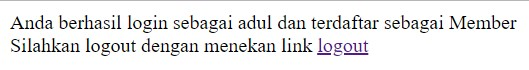 Anda berhasil login sebagai adul dan terdaftar sebagai Member
Silahkan logout dengan menekan link logout